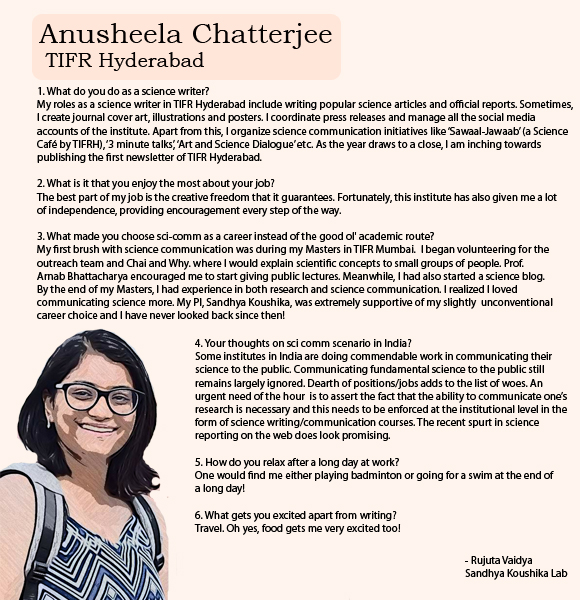 Anusheela Chatterjee
TIFR Hyderabad
1. What do you do as a science writer?
My roles as a science writer in TIFR Hyderabad include writing popular science articles and official reports. Sometimes,
I create journal cover art, illustrations and posters. I coordinate press releases and manage all the social media
accounts of the institute. Apart from this, I organize science communication initiatives like ‘Sawaal-Jawaab’ (a Science
Café by TIFRH), ‘3 minute talks’, ‘Art and Science Dialogue’ etc. As the year draws to a close, I am inching towards
publishing the first newsletter of TIFR Hyderabad.
2. What is it that you enjoy the most about your job?
The best part of my job is the creative freedom that it guarantees. Fortunately, this institute has also given me a lot
of independence, providing encouragement every step of the way.
3. What made you choose sci-comm as a career instead of the good ol' academic route?
My first brush with science communication was during my Masters in TIFR Mumbai. I began volunteering for the
outreach team and Chai and Why. where I would explain scientific concepts to small groups of people. Prof.
Arnab Bhattacharya encouraged me to start giving public lectures. Meanwhile, I had also started a science blog.
By the end of my Masters, I had experience in both research and science communication. I realized I loved
communicating science more. My PI, Sandhya Koushika, was extremely supportive of my slightly unconventional
career choice and I have never looked back since then!
4. Your thoughts on sci comm scenario in India?
Some institutes in India are doing commendable work in communicating their
science to the public. Communicating fundamental science to the public still
remains largely ignored. Dearth of positions/jobs adds to the list of woes. An
urgent need of the hour is to assert the fact that the ability to communicate one’s
research is necessary and this needs to be enforced at the institutional level in the
form of science writing/communication courses. The recent spurt in science
reporting on the web does look promising.
5. How do you relax after a long day at work?
One would find me either playing badminton or going for a swim at the end of
a long day!
6. What gets you excited apart from writing?
Travel. Oh yes, food gets me very excited too!
- Rujuta Vaidya
Sandhya Koushika Lab